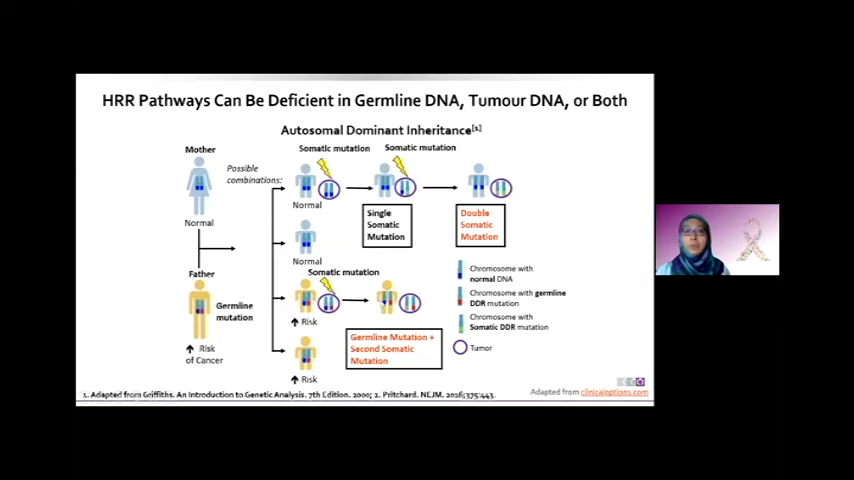 HRR Pathways Can Be Deficient in Germline DNA, Tumour DNA, or Both
Autosomal Dominant Inheritance[1]
Mother
Possible
combinations:
Normal
Father
Germline
mutation
↑ Risk
of Cancer
Somatic mutation
Somatic mutation
Normal
Single
Somatic
Mutation
Double
Somatic
Mutation
Normal
Somatic mutation
↑ Risk
Germline Mutation +
Second Somatic
Mutation
↑ Risk
Chromosome with
normal DNA
Chromosome with germline
DDR mutation
Chromosome with
Somatic DDR mutation
Tumor
1. Adapted from Griffiths. An Introduction to Genetic Analysis. 7th Edition. 2000; 2. Pritchard. NEJM. 2016;375:443.
Adapted from clinicaloptions.com